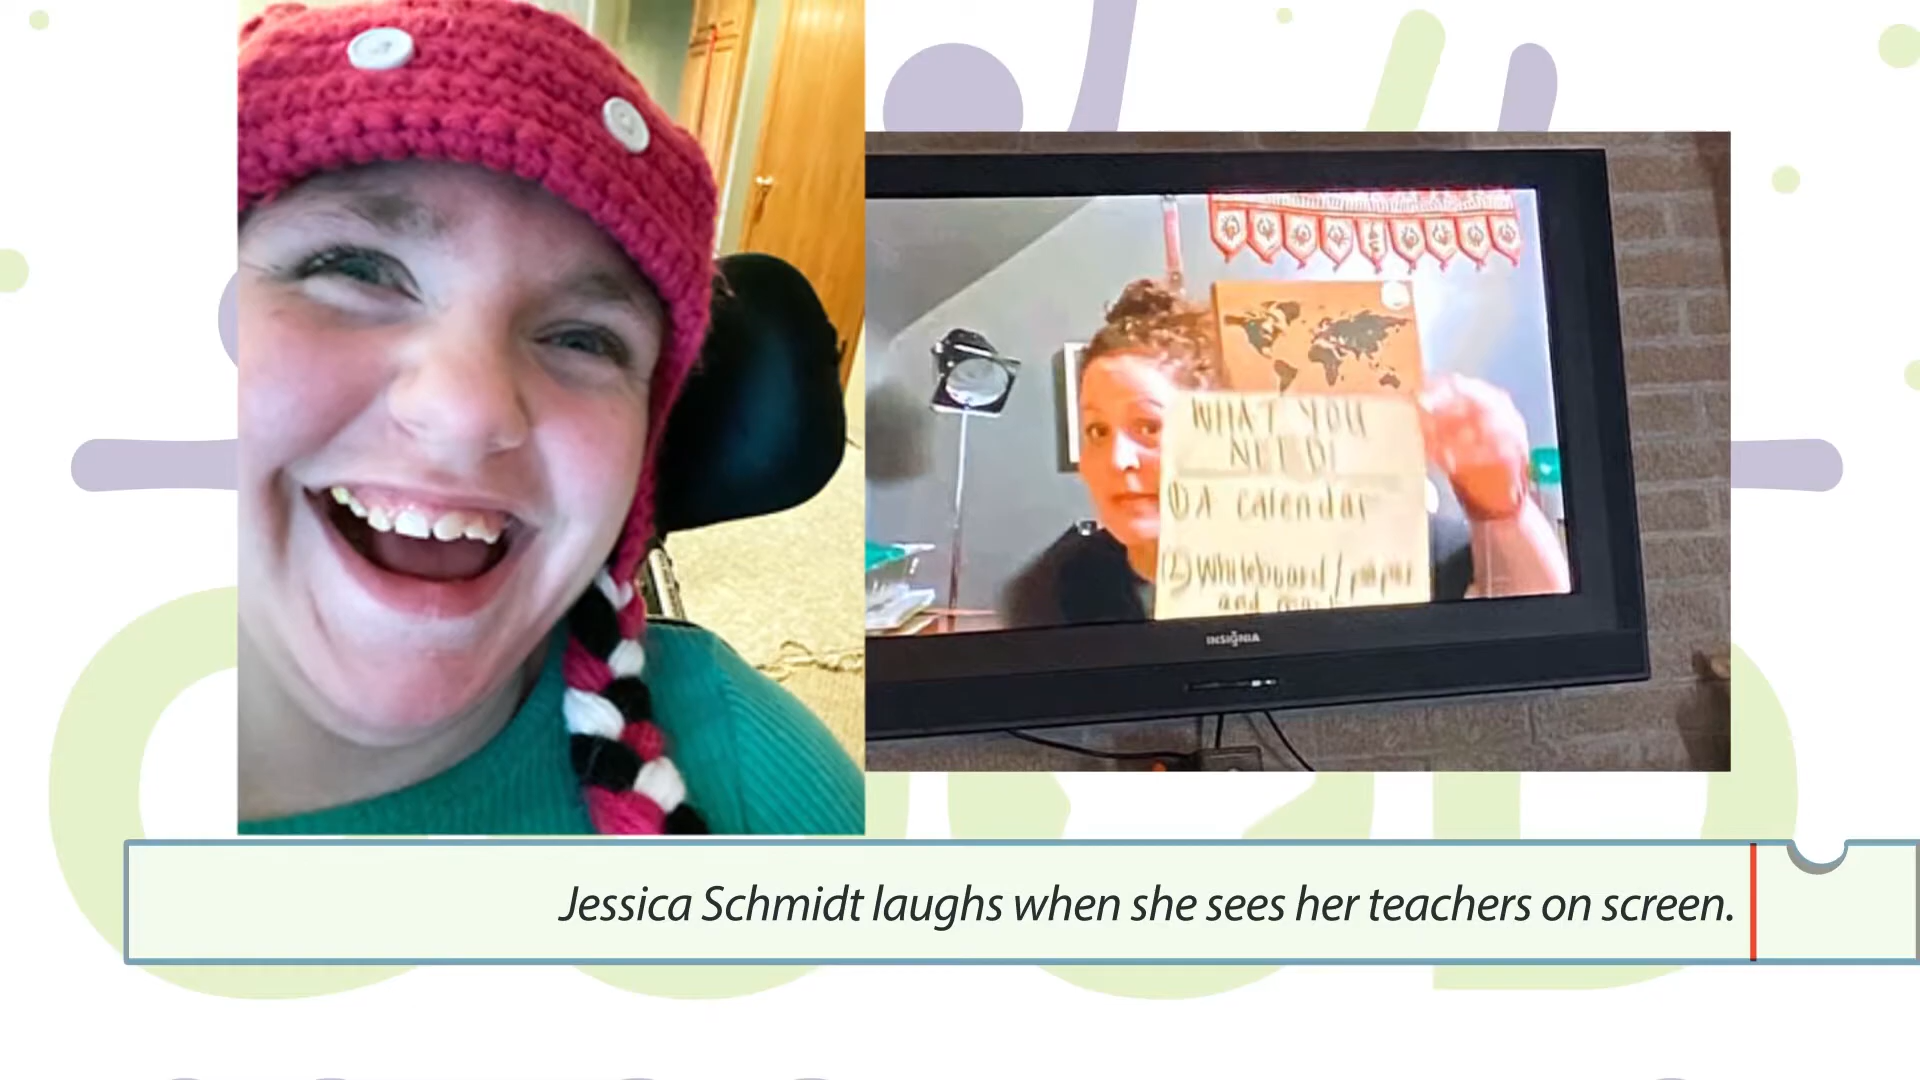 WHAT YOU
NEED:
① A calendar
② Whiteboard/paper
and
INSIGNIA
Jessica Schmidt laughs when she sees her teachers on screen.